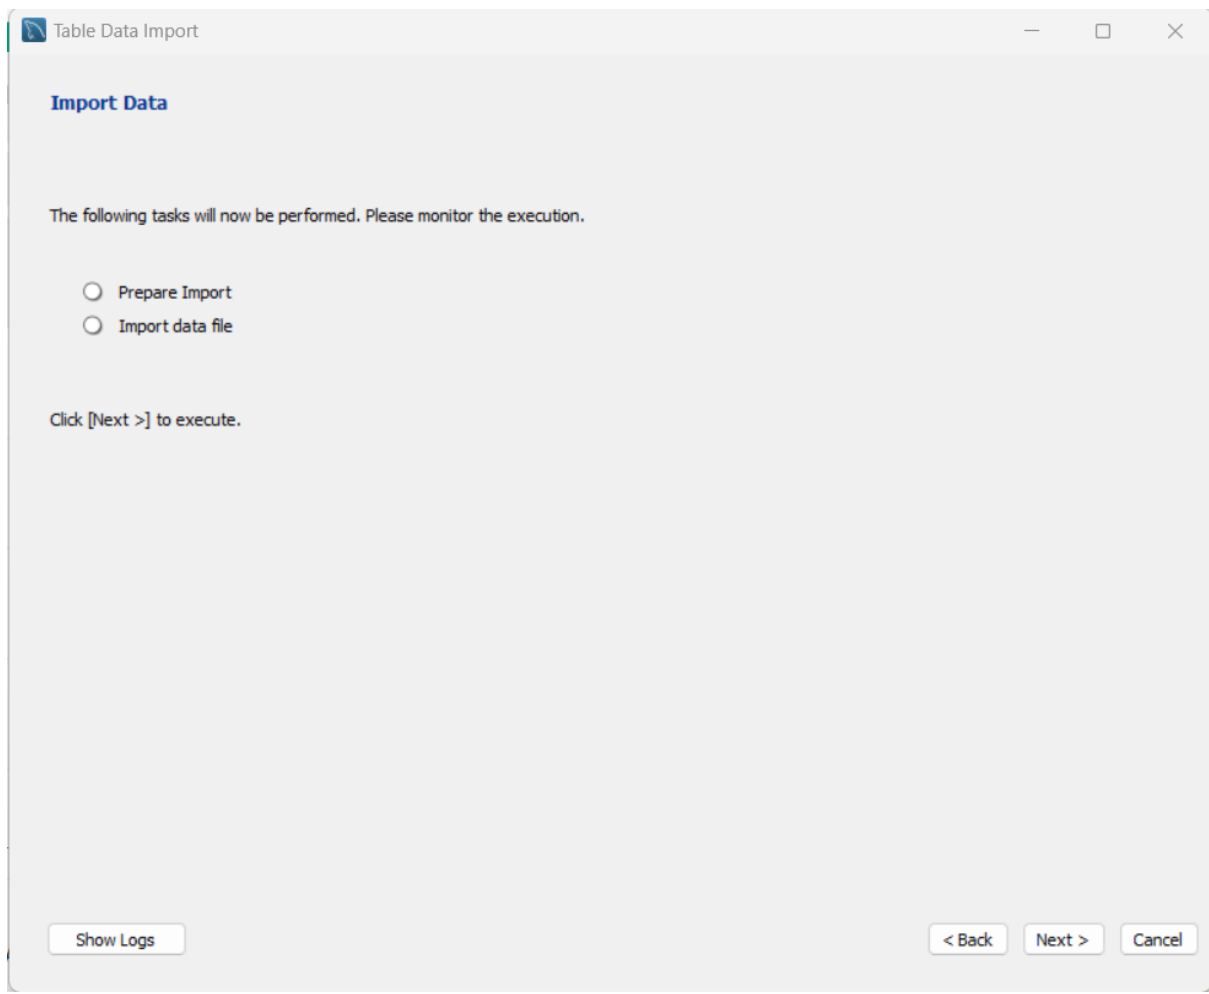 Table Data Import
Import Data
The following tasks will now be performed. Please monitor the execution.
Prepare Import
Import data file
Click [Next >] to execute.
Show Logs
< Back
Next >
Cancel